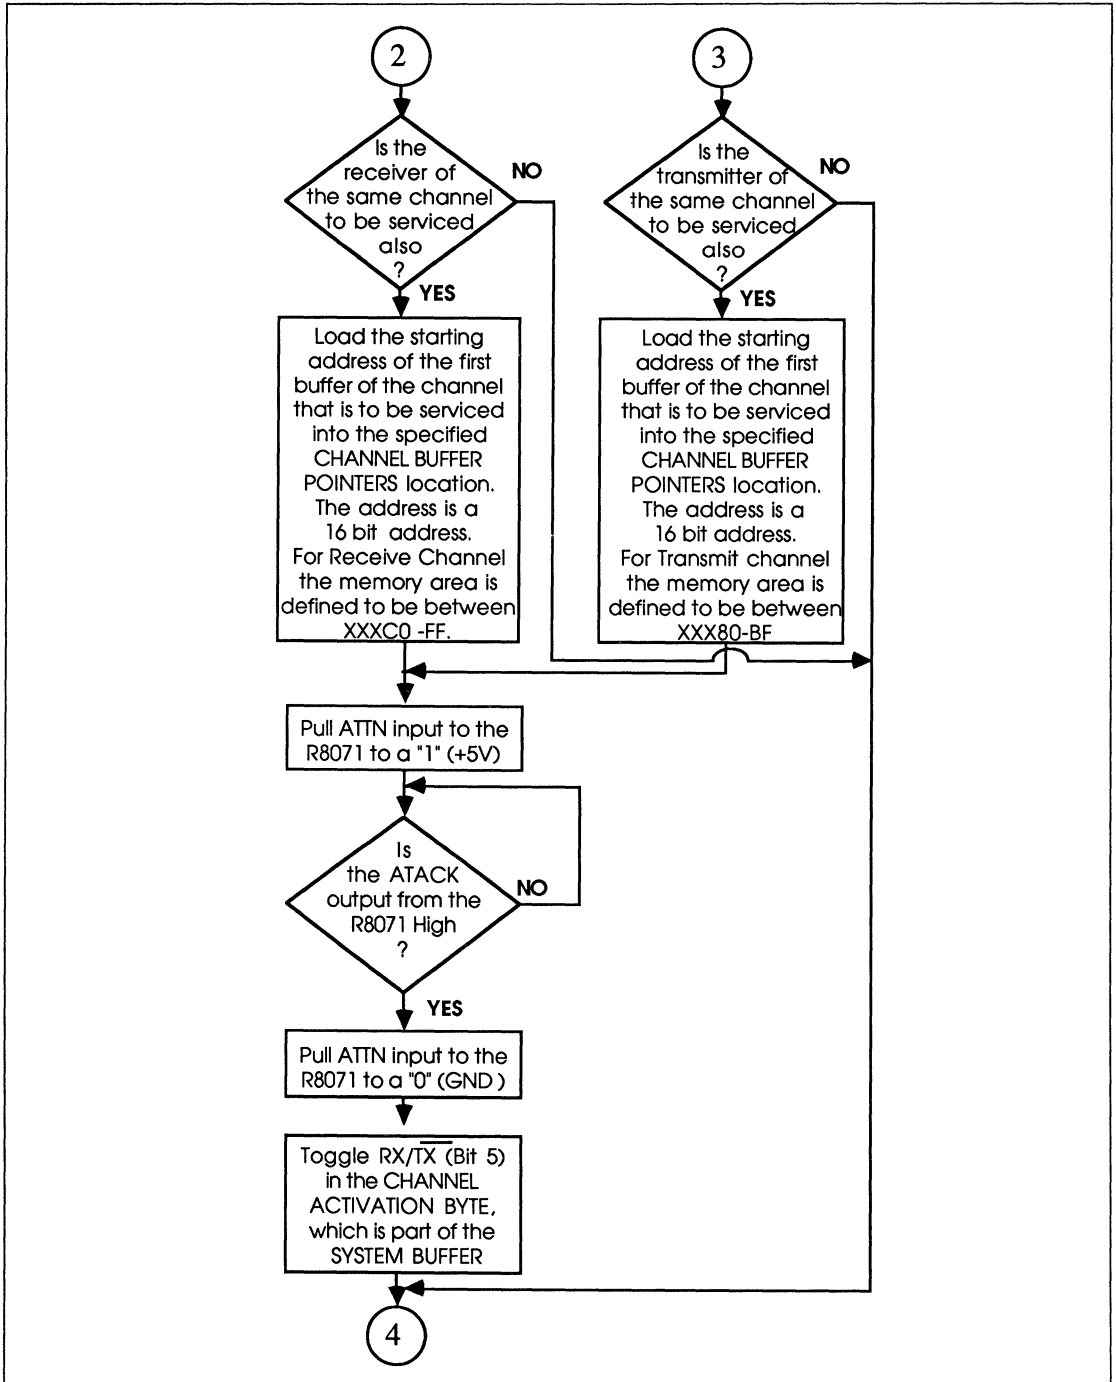 2
Is the
receiver of
the same channel
to be serviced
also
?
NO
YES
Load the starting
address of the first
buffer of the channel
that is to be serviced
into the specified
CHANNEL BUFFER
POINTERS location.
The address is a
16 bit address.
For Receive Channel
the memory area is
defined to be between
XXXC0 -FF.
3
Is the
transmitter of
the same channel
to be serviced
also
?
NO
YES
Load the starting
address of the first
buffer of the channel
that is to be serviced
into the specified
CHANNEL BUFFER
POINTERS location.
The address is a
16 bit address.
For Transmit channel
the memory area is
defined to be between
XXX80-BF
Pull ATTN input to the
R8071 to a "1" (+5V)
Is
the ATACK
output from the
R8071 High
?
NO
YES
Pull ATTN input to the
R8071 to a "0" (GND )
Toggle RX/T̅X̅ (Bit 5)
in the CHANNEL
ACTIVATION BYTE,
which is part of the
SYSTEM BUFFER
4